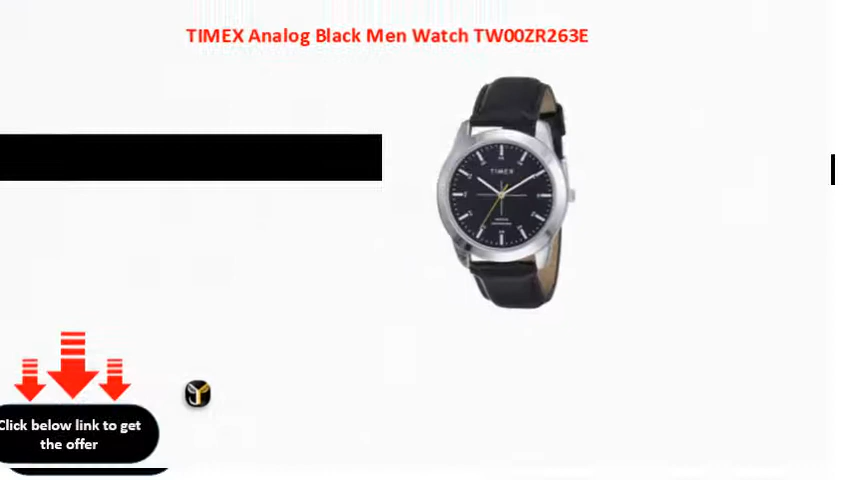 TIMEX Analog Black Men Watch TW00ZR263E
TIMEX
Click below link to get
the offer